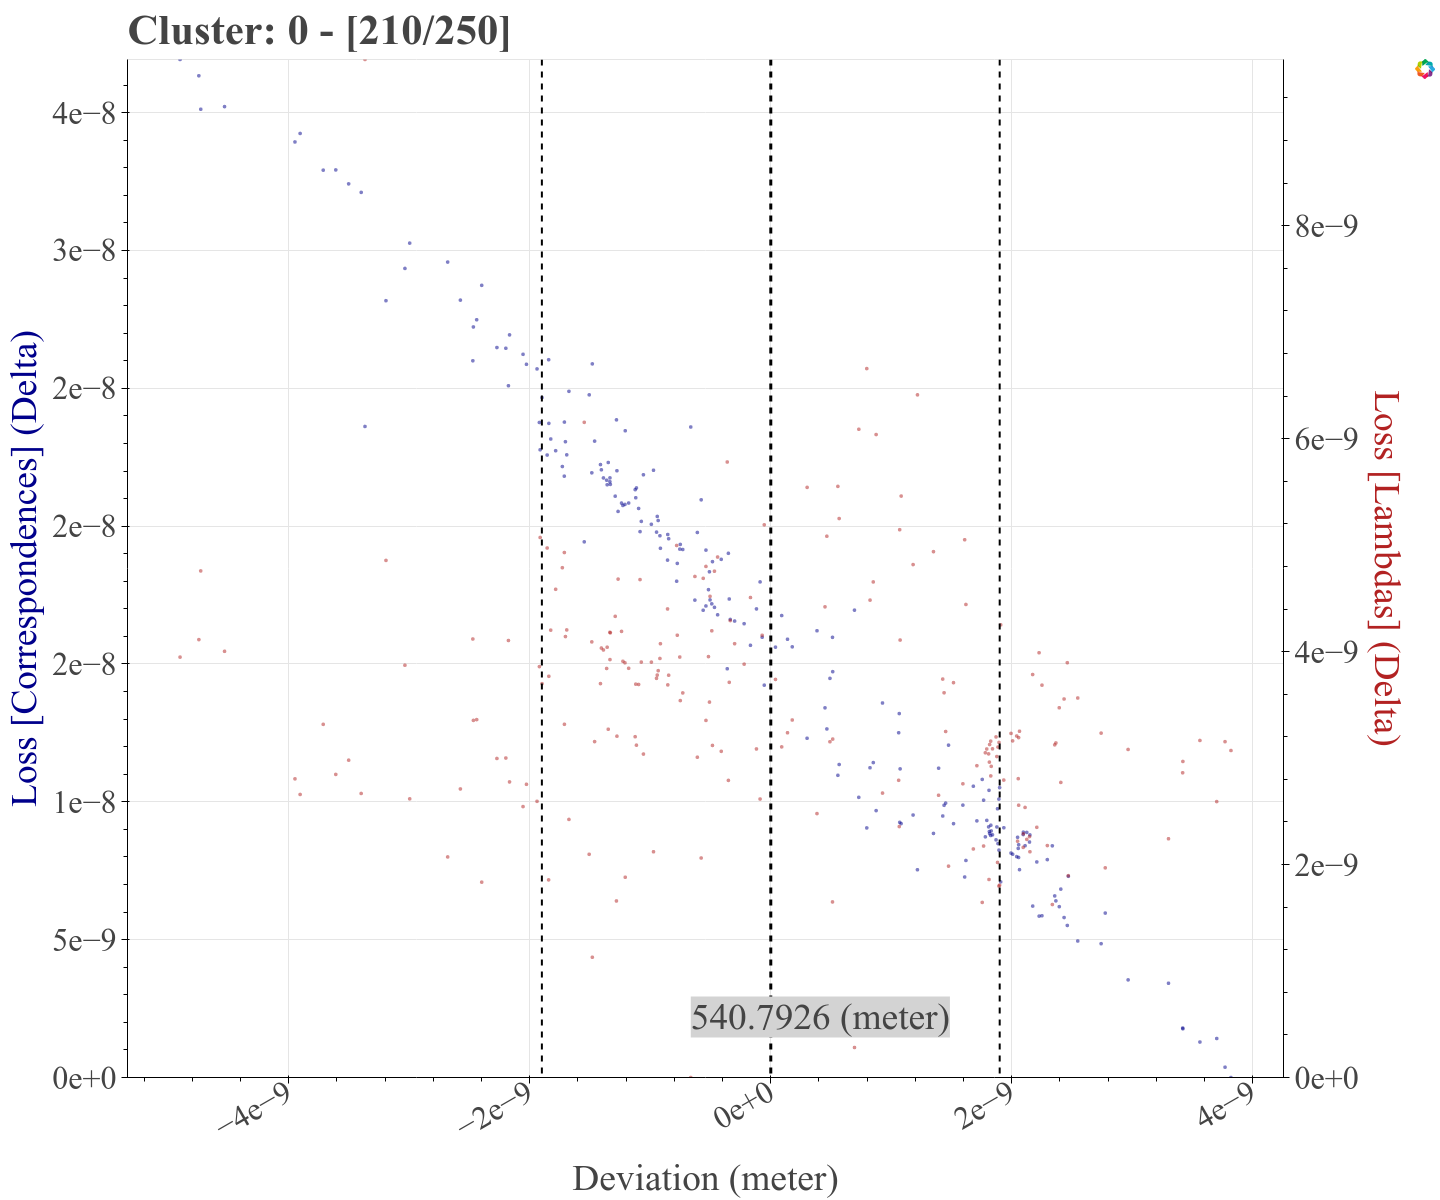 Cluster: 0 - [210/250]
4e−8
3e−8
2e−8
2e−8
2e−8
1e−8
5e−9
0e+0
Loss [Correspondences] (Delta)
8e−9
6e−9
4e−9
2e−9
0e+0
Loss [Lambdas] (Delta)
540.7926 (meter)
−4e−9
−2e−9
0e+0
2e−9
4e−9
Deviation (meter)